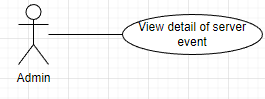 View detail of server
event
Admin